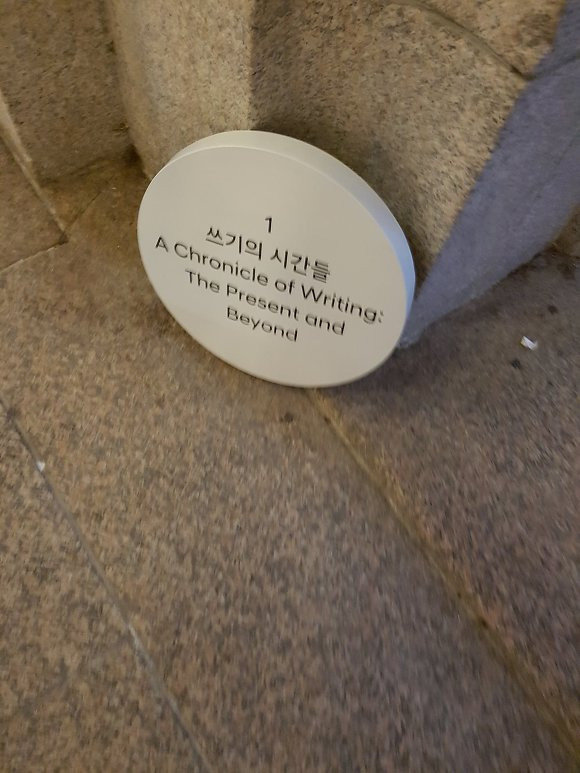 1
쓰기의 시간들
A Chronicle of Writing:
The Present and
Beyond